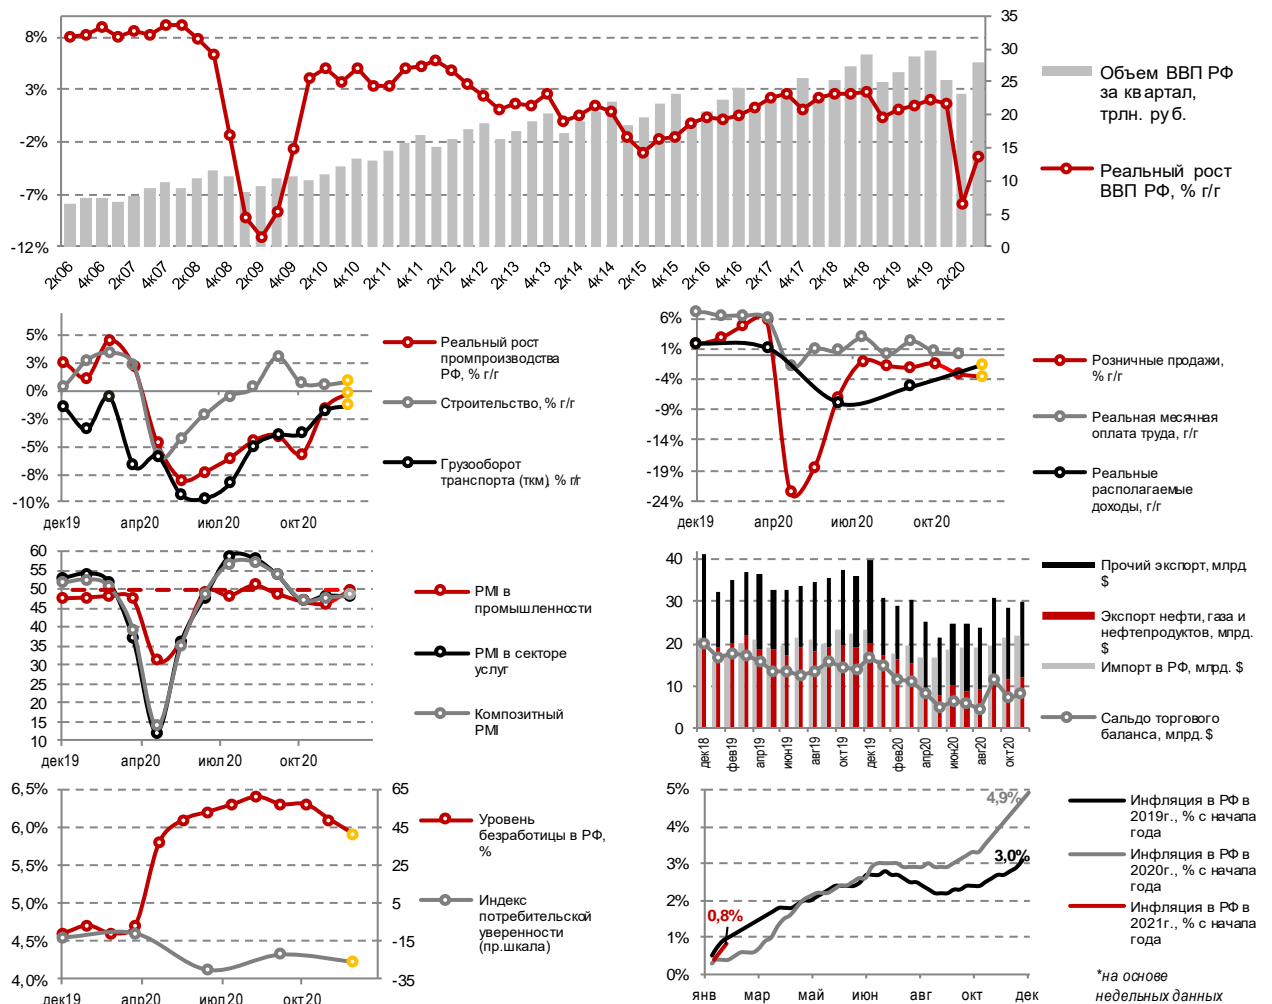 8%
3%
-2%
-7%
-12%
35
30
25
20
15
10
5
0
2к06
4к06
2к07
4к07
2к08
4к08
2к09
4к09
2к10
4к10
2к11
4к11
2к12
4к12
2к13
4к13
2к14
4к14
2к15
4к15
2к16
4к16
2к17
4к17
2к18
4к18
2к19
4к19
2к20
Объем ВВП РФ
за квартал,
трлн. руб.
Реальный рост
ВВП РФ, % г/г
5%
3%
0%
-3%
-5%
-8%
-10%
дек19
апр20
июл20
окт20
Реальный рост
промпроизводства
РФ, % г/г
Строительство, % г/г
Грузооборот
транспорта (ткм), % г/г
6%
1%
-4%
-9%
-14%
-19%
-24%
дек19
апр20
июл20
окт20
Розничные продажи,
% г/г
Реальная месячная
оплата труда, г/г
Реальные
располагаемые
доходы, г/г
60
55
50
45
40
35
30
25
20
15
10
дек19
апр20
июл20
окт20
PMI в
промышленности
PMI в секторе
услуг
Композитный
PMI
40
30
20
10
0
дек18
фев19
апр19
июн19
авг19
окт19
дек19
фев20
апр20
июн20
авг20
окт20
Прочий экспорт, млрд.
$
Экспорт нефти, газа и
нефтепродуктов, млрд.
$
Импорт в РФ, млрд. $
Сальдо торгового
баланса, млрд. $
6,5%
6,0%
5,5%
5,0%
4,5%
4,0%
65
45
25
5
-15
-35
дек19
апр20
июл20
окт20
Уровень
безработицы в РФ,
%
Индекс
потребительской
уверенности
(пр.шкала)
5%
4%
3%
2%
1%
0%
4,9%
3,0%
0,8%
янв
мар
май
июн
авг
окт
дек
Инфляция в РФ в
2019г., % с начала
года
Инфляция в РФ в
2020г., % с начала
года
Инфляция в РФ в
2021г., % с начала
года
*на основе
недельных данных